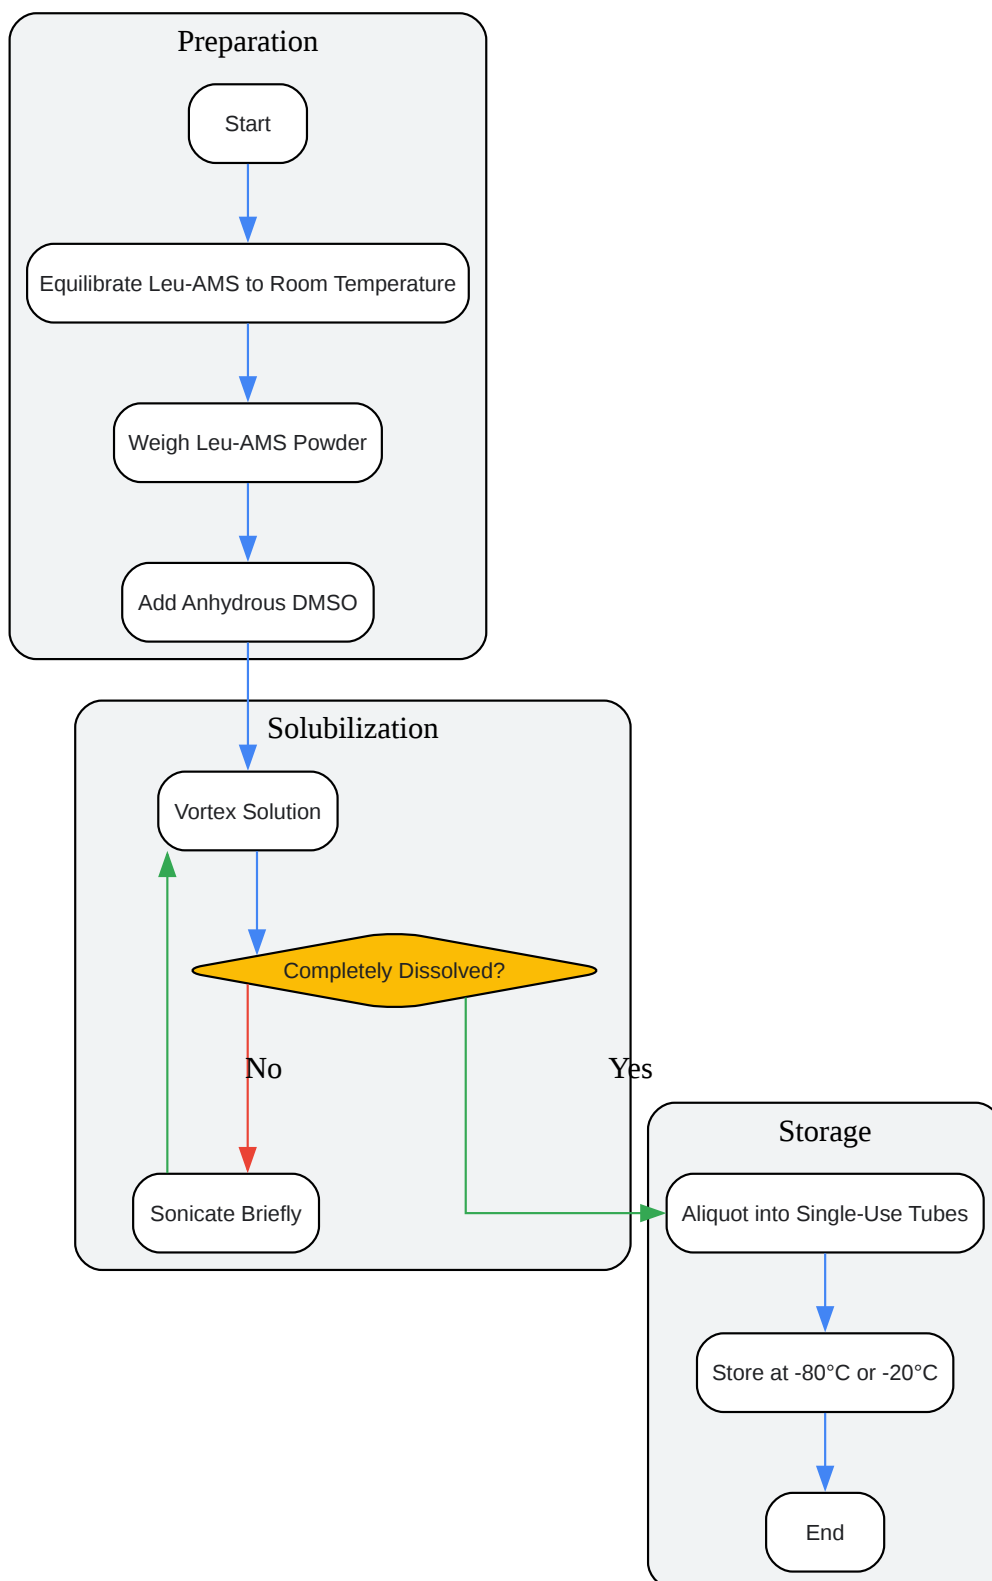 Preparation
Start
Equilibrate Leu-AMS to Room Temperature
Weigh Leu-AMS Powder
Add Anhydrous DMSO
Solubilization
Vortex Solution
Completely Dissolved?
No
Yes
Sonicate Briefly
Storage
Aliquot into Single-Use Tubes
Store at -80°C or -20°C
End